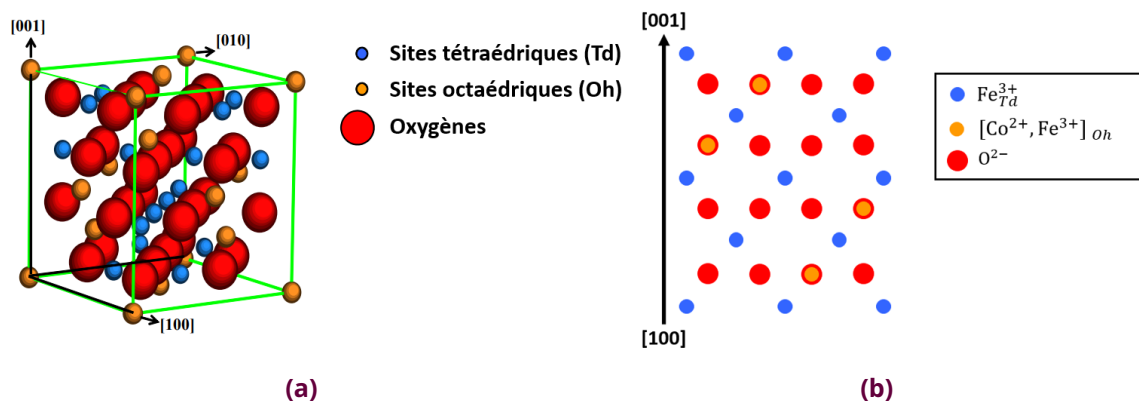 [001]
[010]
[100]
Sites tétraédriques (Td)
Sites octaédriques (Oh)
Oxygènes
(a)
[001]
[100]
Fe³⁺Td
[Co²⁺, Fe³⁺] Oh
O²⁻
(b)